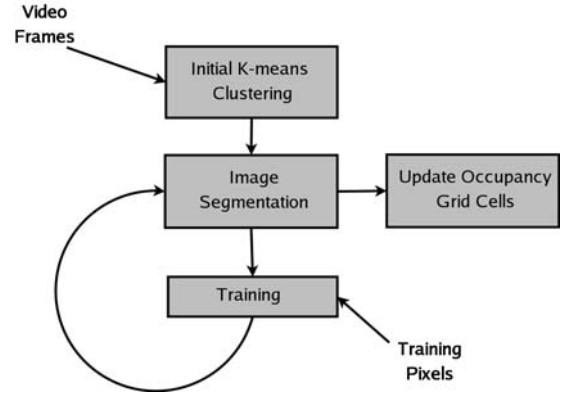 Video
Frames
Initial K-means
Clustering
Image
Segmentation
Update Occupancy
Grid Cells
Training
Training
Pixels